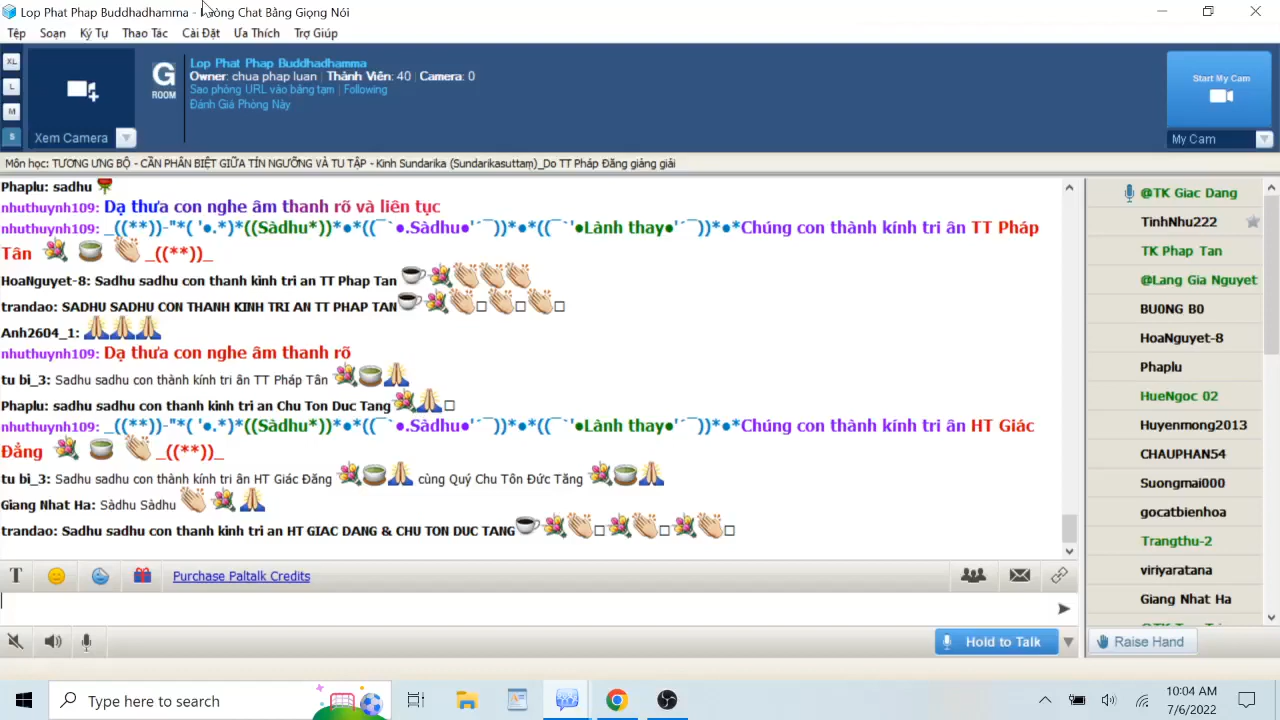 Lop Phat Phap Buddhadhamma - Phòng Chat Bằng Giọng Nói
Tệp Soạn Ký Tự Thao Tác Cài Đặt Ưa Thích Trợ Giúp
XL
L
M
S
Xem Camera
G
ROOM
Lop Phat Phap Buddhadhamma
Owner: chua phap luan | Thành Viên: 40 | Camera: 0
Sao phòng URL vào bảng tạm | Following
Đánh Giá Phòng Này
Start My Cam
My Cam
Môn học: TƯƠNG ƯNG BỘ - CẦN PHÂN BIỆT GIỮA TÍN NGƯỠNG VÀ TU TẬP - Kinh Sundarika (Sundarikasuttaṃ)_Do TT Pháp Đăng giảng giải
Phaplu: sadhu 🌹
nhuthuynh109: Dạ thưa con nghe âm thanh rõ và liên tục
nhuthuynh109: _((**))-"*( '●.*)*((Sàdhu*))*●*((¯`●.Sàdhu●'´¯))*●*((¯`'●Lành thay●'´¯))*●*Chúng con thành kính tri ân TT Pháp
Tân 💐 🍵 👏 _((**))_
HoaNguyet-8: Sadhu sadhu con thanh kinh tri an TT Phap Tan ☕💐👏👏👏
trandao: SADHU SADHU CON THANH KINH TRI AN TT PHAP TAN☕💐👏□👏□👏□
Anh2604_1: 🙏🙏🙏
nhuthuynh109: Dạ thưa con nghe âm thanh rõ
tu bi_3: Sadhu sadhu con thành kính tri ân TT Pháp Tân 💐🍵🙏
Phaplu: sadhu sadhu con thanh kinh tri an Chu Ton Duc Tang💐🙏□
nhuthuynh109: _((**))-"*( '●.*)*((Sàdhu*))*●*((¯`●.Sàdhu●'´¯))*●*((¯`'●Lành thay●'´¯))*●*Chúng con thành kính tri ân HT Giác
Đẳng 💐 🍵 👏 _((**))_
tu bi_3: Sadhu sadhu con thành kính tri ân HT Giác Đăng 💐🍵🙏 cùng Quý Chu Tôn Đức Tăng 💐🍵🙏
Giang Nhat Ha: Sàdhu Sàdhu 👏💐🙏
trandao: Sadhu sadhu con thanh kinh tri an HT GIAC DANG & CHU TON DUC TANG☕💐👏□💐👏□💐👏□
@TK Giac Dang
TinhNhu222
TK Phap Tan
@Lang Gia Nguyet
BU0NG B0
HoaNguyet-8
Phaplu
HueNgoc 02
Huyenmong2013
CHAUPHAN54
Suongmai000
gocatbienhoa
Trangthu-2
viriyaratana
Giang Nhat Ha
T
Purchase Paltalk Credits
Hold to Talk
Raise Hand
Type here to search
10:04 AM
7/6/2022